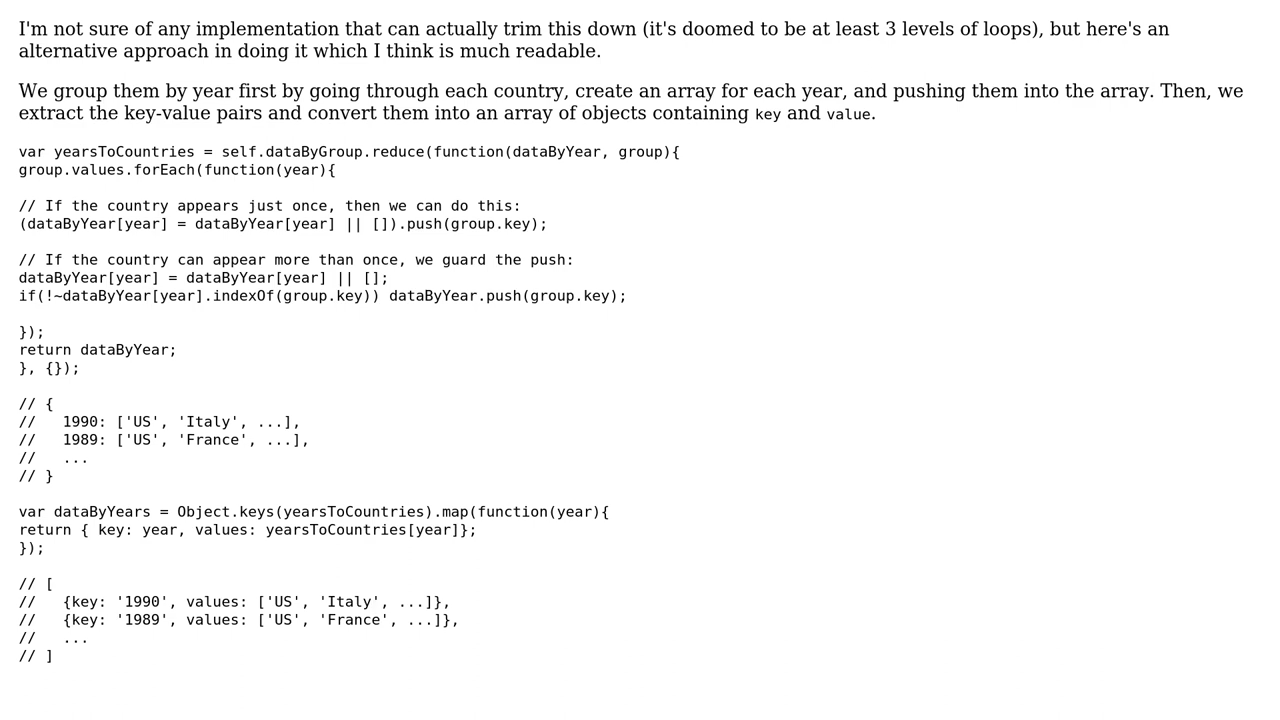 I'm not sure of any implementation that can actually trim this down (it's doomed to be at least 3 levels of loops), but here's an
alternative approach in doing it which I think is much readable.
We group them by year first by going through each country, create an array for each year, and pushing them into the array. Then, we
extract the key-value pairs and convert them into an array of objects containing key and value.
var yearsToCountries = self.dataByGroup.reduce(function(dataByYear, group){
group.values.forEach(function(year){
// If the country appears just once, then we can do this:
(dataByYear[year] = dataByYear[year] || []).push(group.key);
// If the country can appear more than once, we guard the push:
dataByYear[year] = dataByYear[year] || [];
if(!~dataByYear[year].indexOf(group.key)) dataByYear.push(group.key);
});
return dataByYear;
}, {});
// {
//   1990: ['US', 'Italy', ...],
//   1989: ['US', 'France', ...],
//   ...
// }
var dataByYears = Object.keys(yearsToCountries).map(function(year){
return { key: year, values: yearsToCountries[year]};
});
// [
//   {key: '1990', values: ['US', 'Italy', ...]},
//   {key: '1989', values: ['US', 'France', ...]},
//   ...
// ]